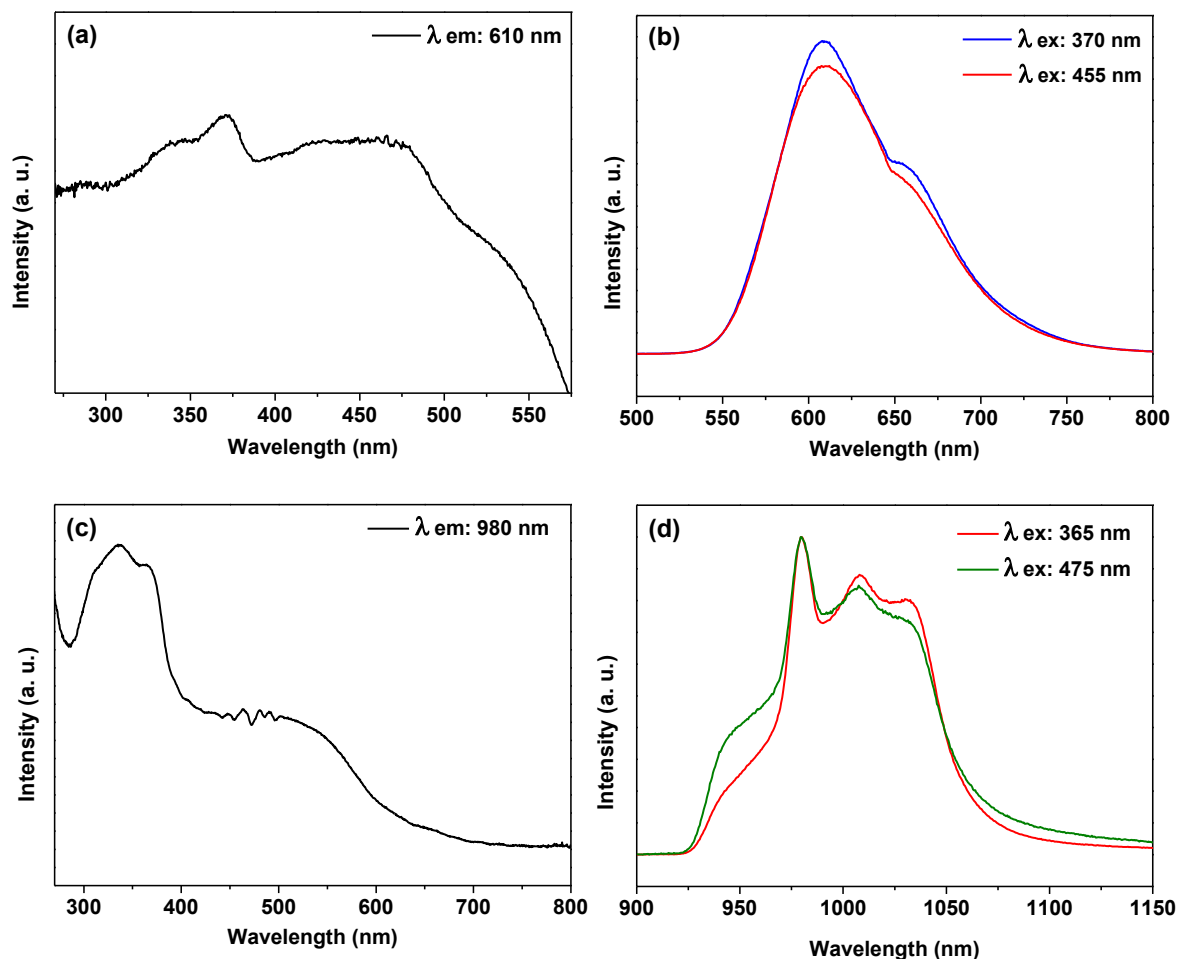 (a)
λ em: 610 nm
Intensity (a. u.)
300 350 400 450 500 550
Wavelength (nm)
(b)
λ ex: 370 nm
λ ex: 455 nm
Intensity (a. u.)
500 550 600 650 700 750 800
Wavelength (nm)
(c)
λ em: 980 nm
Intensity (a. u.)
300 400 500 600 700 800
Wavelength (nm)
(d)
λ ex: 365 nm
λ ex: 475 nm
Intensity (a. u.)
900 950 1000 1050 1100 1150
Wavelength (nm)